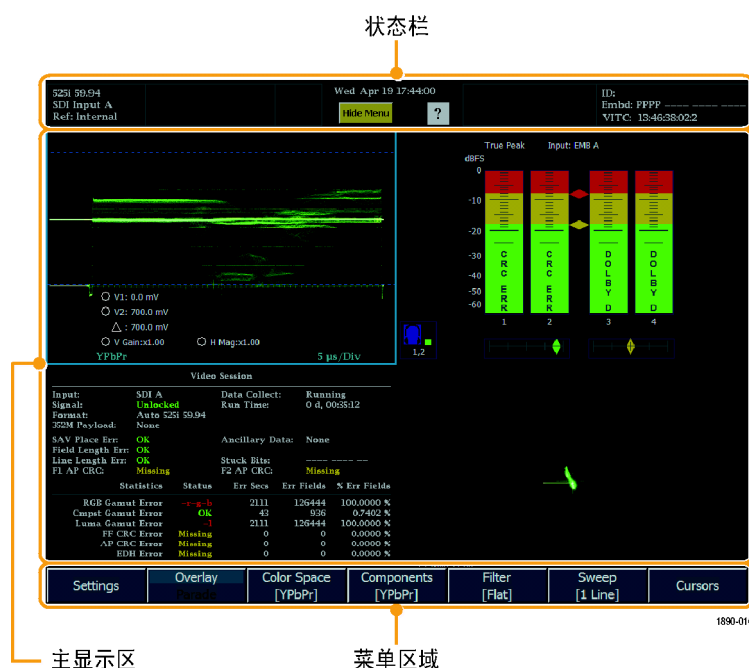 状态栏
525i 59.94
SDI Input A
Ref: Internal
Wed Apr 19 17:44:00
Hide Menu
?
ID:
Embd: PPPP ---- ---- ----
VITC: 13:46:38:02:2
V1: 0.0 mV
V2: 700.0 mV
△ : 700.0 mV
V Gain:x1.00 H Mag:x1.00
YPbPr 5 µs/Div
True Peak Input: EMB A
dBFS
0
-10
-20
-30
-40
-50
-60
CRC ERR
CRC ERR
DOLBY D
DOLBY D
1 2 3 4
1,2
Video Session
Input: SDI A Data Collect: Running
Signal: Unlocked Run Time: 0 d, 00:35:12
Format: Auto 525i 59.94
352M Payload: None
SAV Place Err: OK Ancillary Data: None
Field Length Err: OK
Line Length Err: OK Stuck Bits: ---- ---- --
F1 AP CRC: Missing F2 AP CRC: Missing
Statistics Status Err Secs Err Fields % Err Fields
RGB Gamut Error -r-g-b 2111 126444 100.0000 %
Cmpst Gamut Error OK 43 936 0.7402 %
Luma Gamut Error -l 2111 126444 100.0000 %
FF CRC Error Missing 0 0 0.0000 %
AP CRC Error Missing 0 0 0.0000 %
EDH Error Missing 0 0 0.0000 %
Settings
Overlay
Parade
Color Space
[YPbPr]
Components
[YPbPr]
Filter
[Flat]
Sweep
[1 Line]
Cursors
主显示区
菜单区域